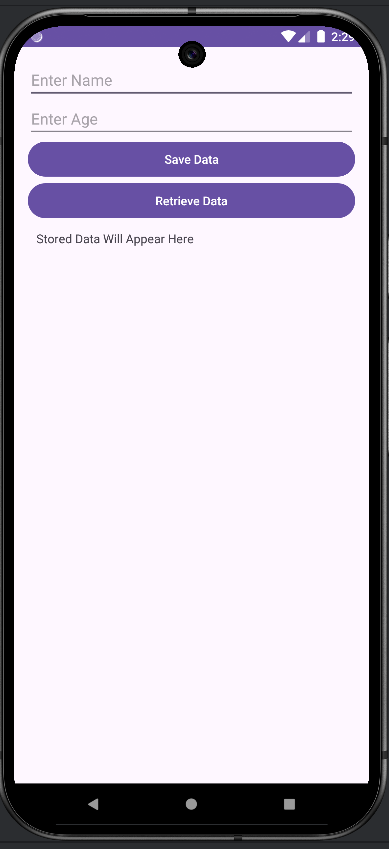 Enter Name
Enter Age
Save Data
Retrieve Data
Stored Data Will Appear Here